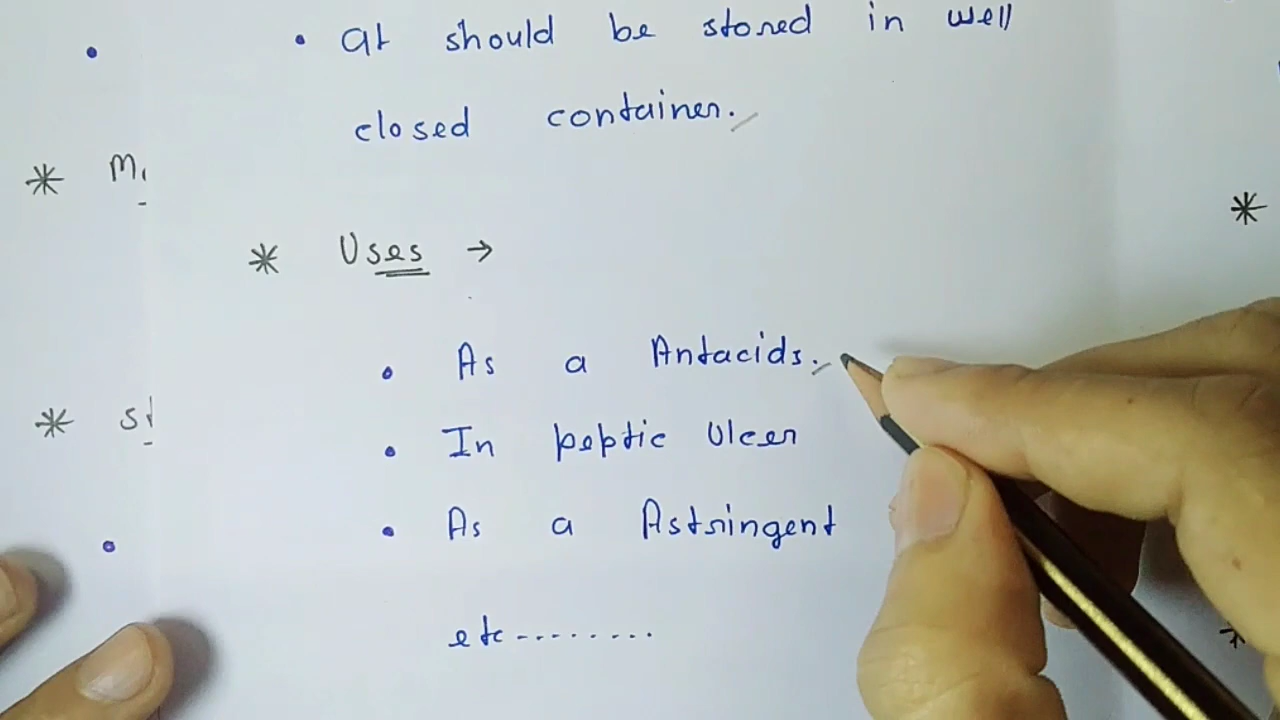 • It should be stored in well
closed container.
* Uses →
• As a Antacids.
• In peptic Ulcer
• As a Astringent
etc--------